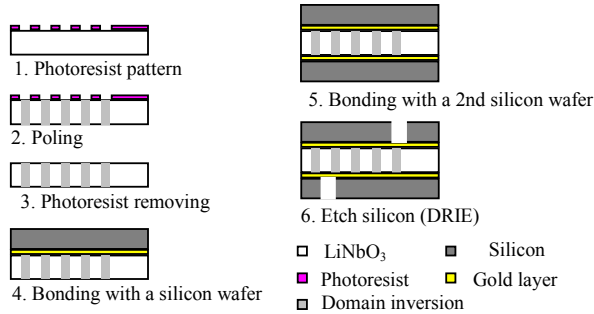 1. Photoresist pattern
2. Poling
3. Photoresist removing
4. Bonding with a silicon wafer
5. Bonding with a 2nd silicon wafer
6. Etch silicon (DRIE)
LiNbO₃
Silicon
Photoresist
Gold layer
Domain inversion